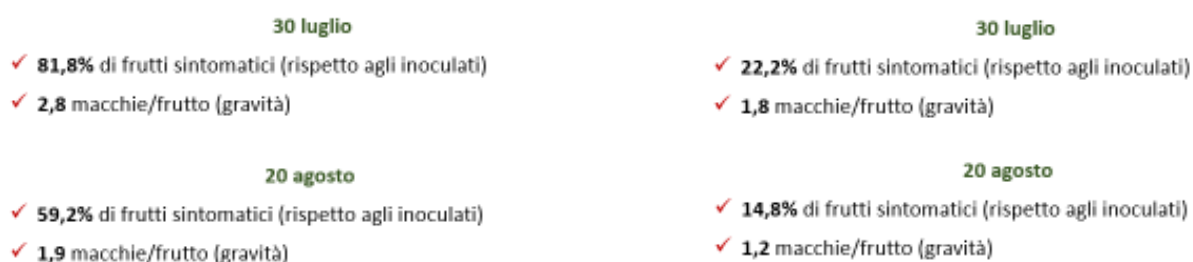 30 luglio
✓ 81,8% di frutti sintomatici (rispetto agli inoculati)
✓ 2,8 macchie/frutto (gravità)
20 agosto
✓ 59,2% di frutti sintomatici (rispetto agli inoculati)
✓ 1,9 macchie/frutto (gravità)
30 luglio
✓ 22,2% di frutti sintomatici (rispetto agli inoculati)
✓ 1,8 macchie/frutto (gravità)
20 agosto
✓ 14,8% di frutti sintomatici (rispetto agli inoculati)
✓ 1,2 macchie/frutto (gravità)